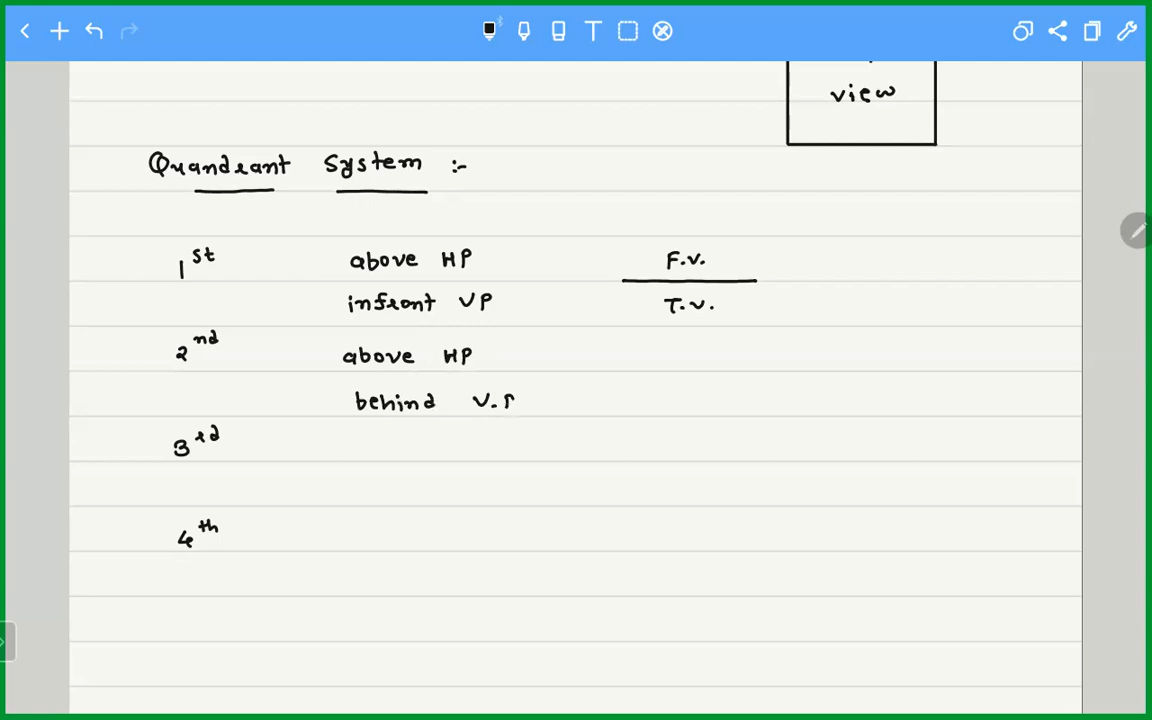 view
Quandrant System :-
1st above HP F.V.
infront VP T.V.
2nd above HP
behind V.P
3rd
4th